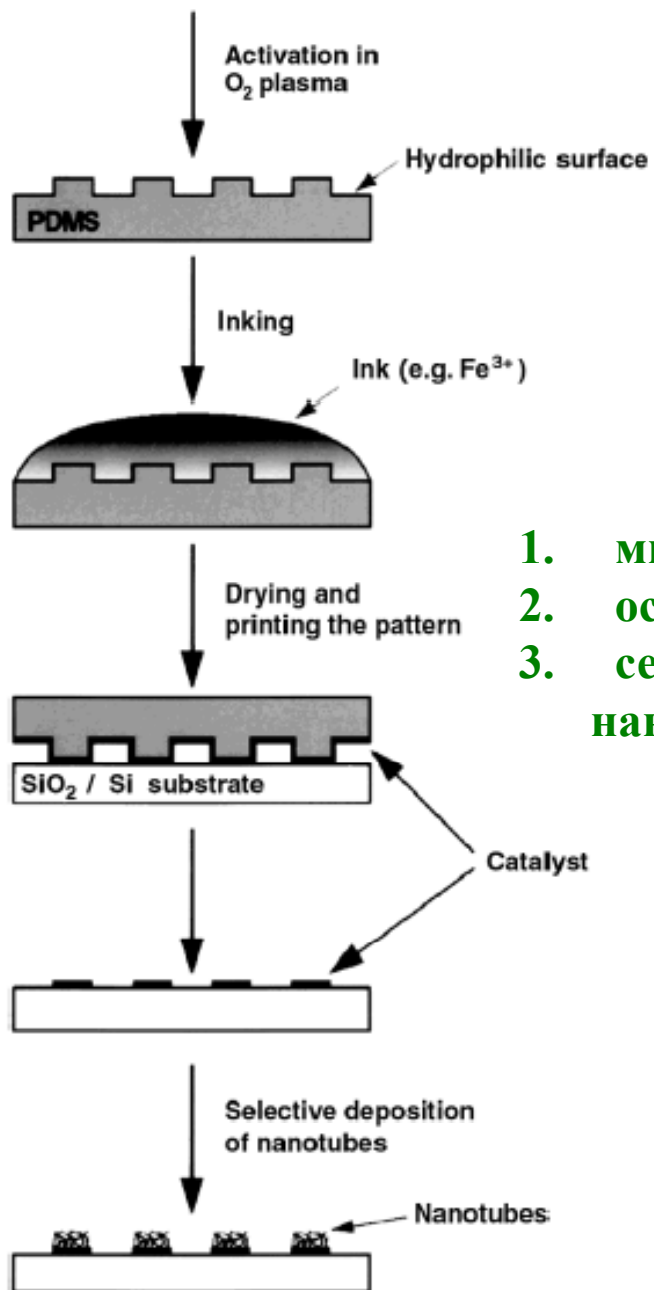 Activation in
O₂ plasma
Hydrophilic surface
PDMS
Inking
Ink (e.g. Fe³⁺)
Drying and
printing the pattern
1.
2.
3.
SiO₂ / Si substrate
Catalyst
Selective deposition
of nanotubes
Nanotubes